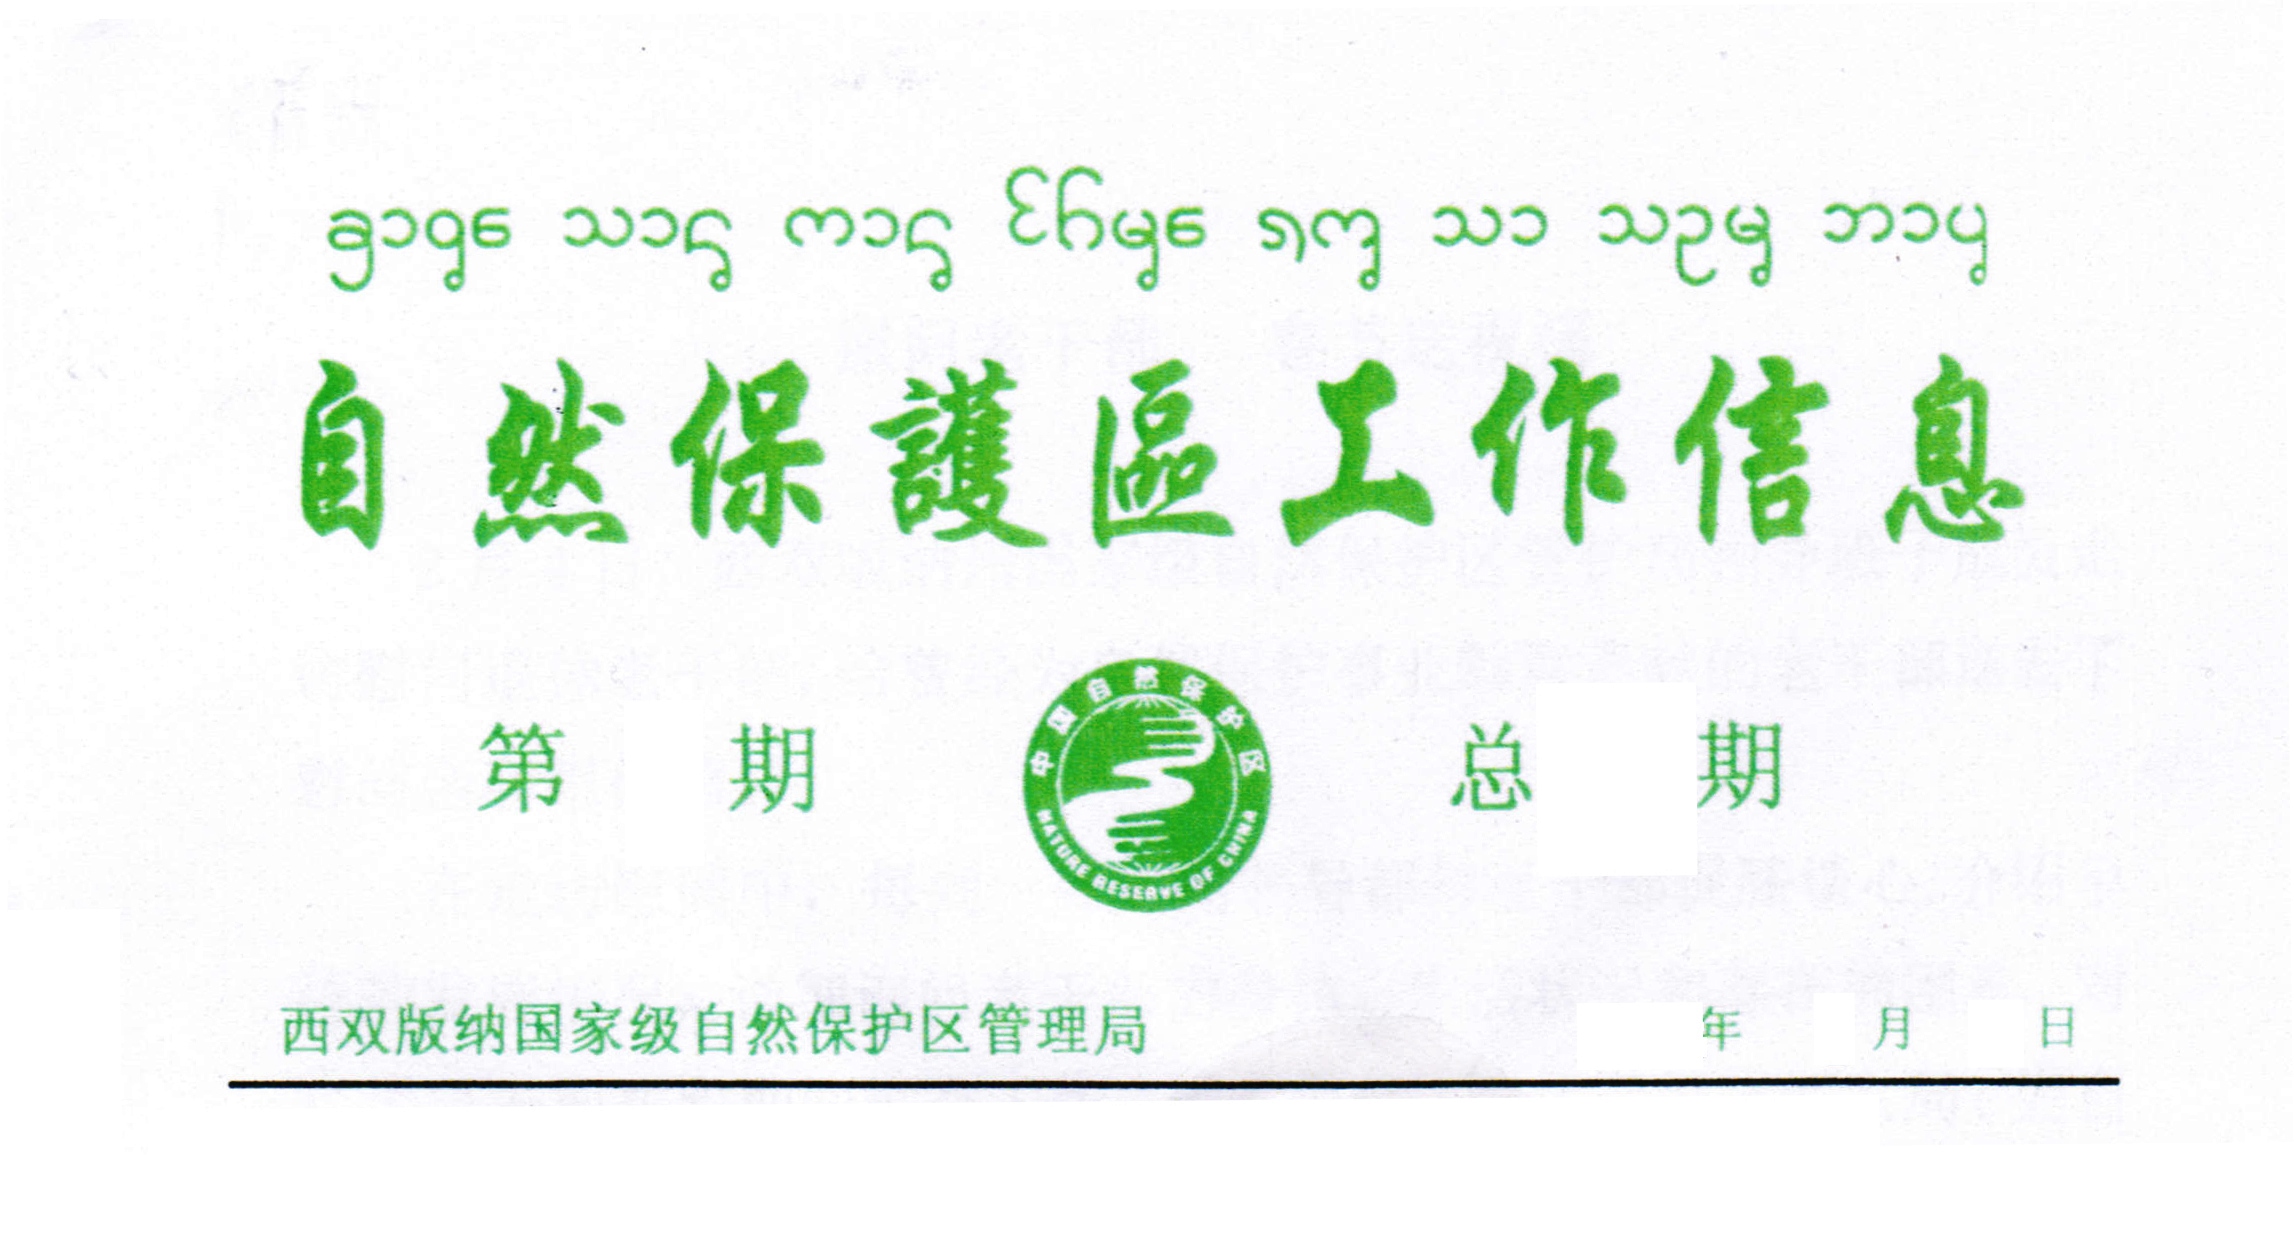 自然保護區工作信息
第 期
中国自然保护区
NATURE RESERVE OF CHINA
总 期
西双版纳国家级自然保护区管理局
年 月 日